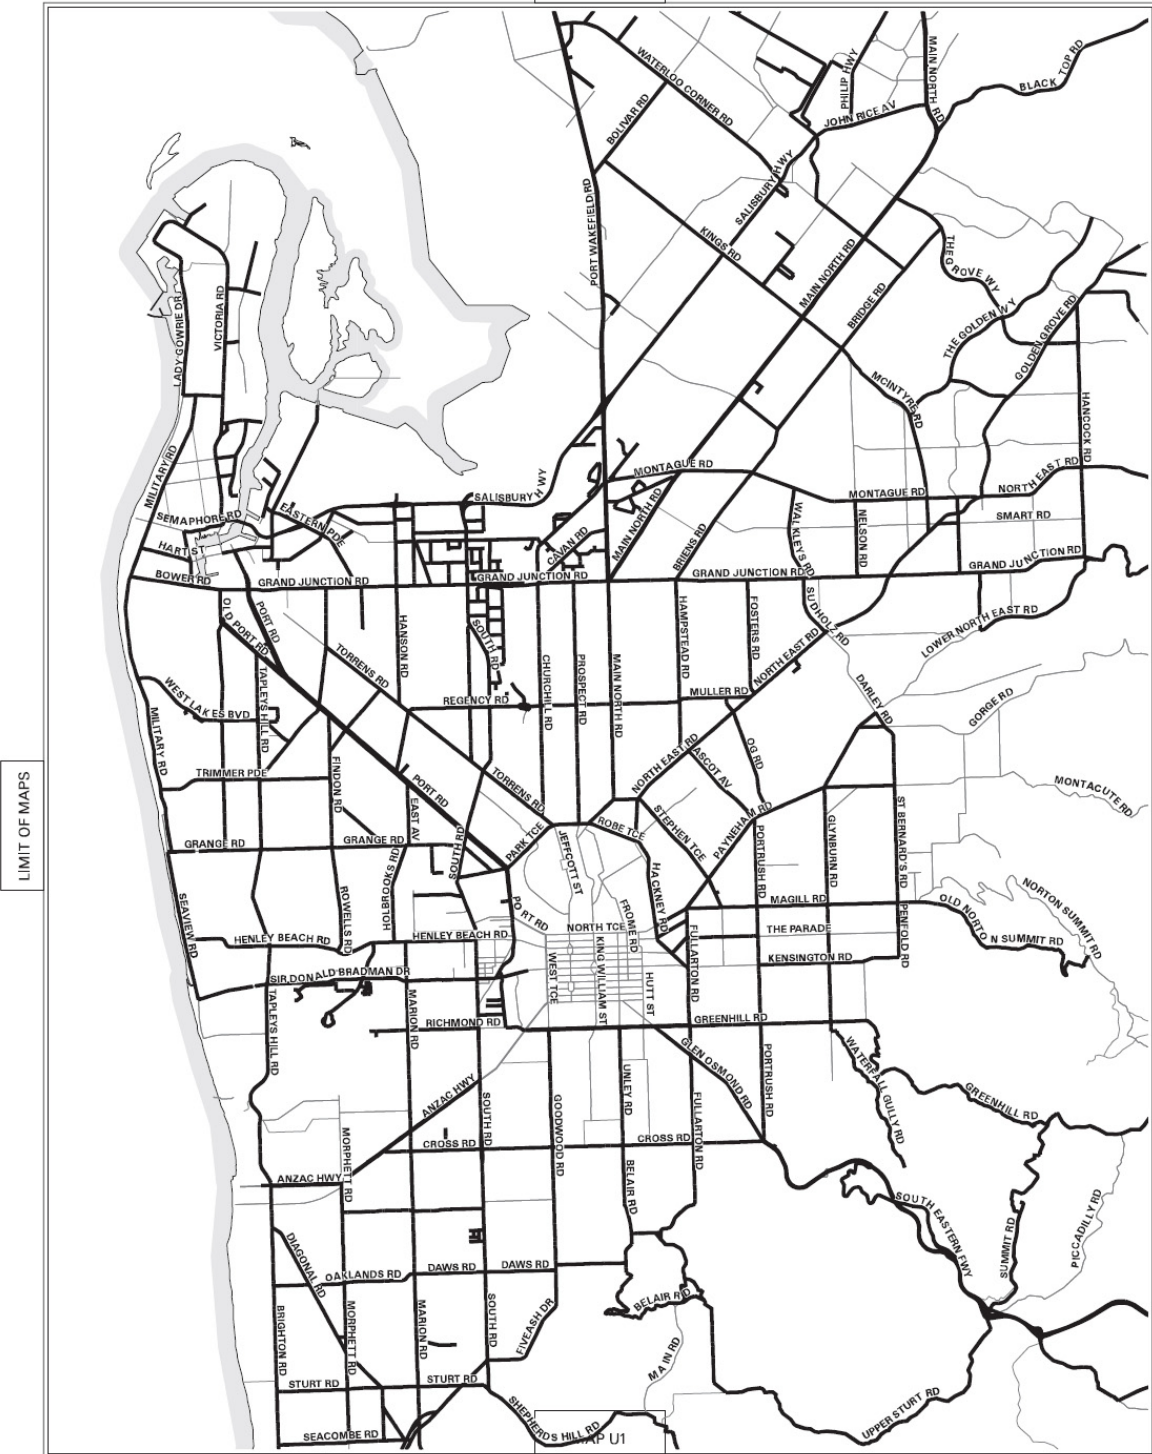 WATERLOO CORNER RD
PHILIP HWY
MAIN NORTH RD
BLACK TOP RD
BOLIVAR RD
JOHN RICE AV
SALISBURY HWY
PORT WAKEFIELD RD
KINGS RD
MAIN NORTH RD
BRIDGE RD
THE GROVE WY
THE GOLDEN WY
GOLDEN GROVE RD
LADY GOWRIE DR
VICTORIA RD
MCINTYRE RD
HANCOCK RD
MILITARY RD
MONTAGUE RD
NORTH EAST RD
SALISBURY HWY
MONTAGUE RD
SEMAPHORE RD
EASTERN PDE
MAIN NORTH RD
WALKLEYS RD
NELSON RD
SMART RD
HART ST
CAVAN RD
BRIENS RD
BOWER RD
GRAND JUNCTION RD
GRAND JUNCTION RD
GRAND JUNCTION RD
GRAND JUNCTION RD
OLD PORT RD
PORT RD
HANSON RD
SOUTH RD
HAMPSTEAD RD
FOSTERS RD
SUDHOLZ RD
LOWER NORTH EAST RD
TORRENS RD
CHURCHILL RD
PROSPECT RD
MAIN NORTH RD
NORTH EAST RD
WEST LAKES BVD
TAPLEYS HILL RD
REGENCY RD
MULLER RD
DARLEY RD
GORGE RD
MILITARY RD
TRIMMER PDE
FINDON RD
PORT RD
TORRENS RD
NORTH EAST RD
ASCOT AV
OG RD
MONTACUTE RD
LIMIT OF MAPS
EAST AV
GRANGE RD
GRANGE RD
SOUTH RD
PARK TCE
JEFFCOTT ST
ROBE TCE
STEPHEN TCE
PAYNEHAM RD
PORTRUSH RD
GLYNBURN RD
ST BERNARD'S RD
HOLBROOKS RD
HACKNEY RD
SEAVIEW RD
ROWELLS RD
PORT RD
FROME RD
MAGILL RD
PENFOLD RD
OLD NORTON SUMMIT RD
NORTON SUMMIT RD
HENLEY BEACH RD
HENLEY BEACH RD
NORTH TCE
THE PARADE
KENSINGTON RD
SIR DONALD BRADMAN DR
WEST TCE
KING WILLIAM ST
HUTT ST
FULLARTON RD
TAPLEYS HILL RD
MARION RD
RICHMOND RD
GREENHILL RD
GLEN OSMOND RD
PORTRUSH RD
WATERFALL GULLY RD
GREENHILL RD
ANZAC HWY
SOUTH RD
GOODWOOD RD
UNLEY RD
FULLARTON RD
MORPHETT RD
CROSS RD
CROSS RD
ANZAC HWY
BELAIR RD
SOUTH EASTERN FWY
SUMMIT RD
PICCADILLY RD
DIAGONAL RD
OAKLANDS RD
DAWS RD
DAWS RD
BELAIR RD
BRIGHTON RD
MORPHETT RD
MARION RD
SOUTH RD
FIVEASH DR
MAIN RD
STURT RD
STURT RD
SHEPHERDS HILL RD
UPPER STURT RD
SEACOMBE RD
MAP U1